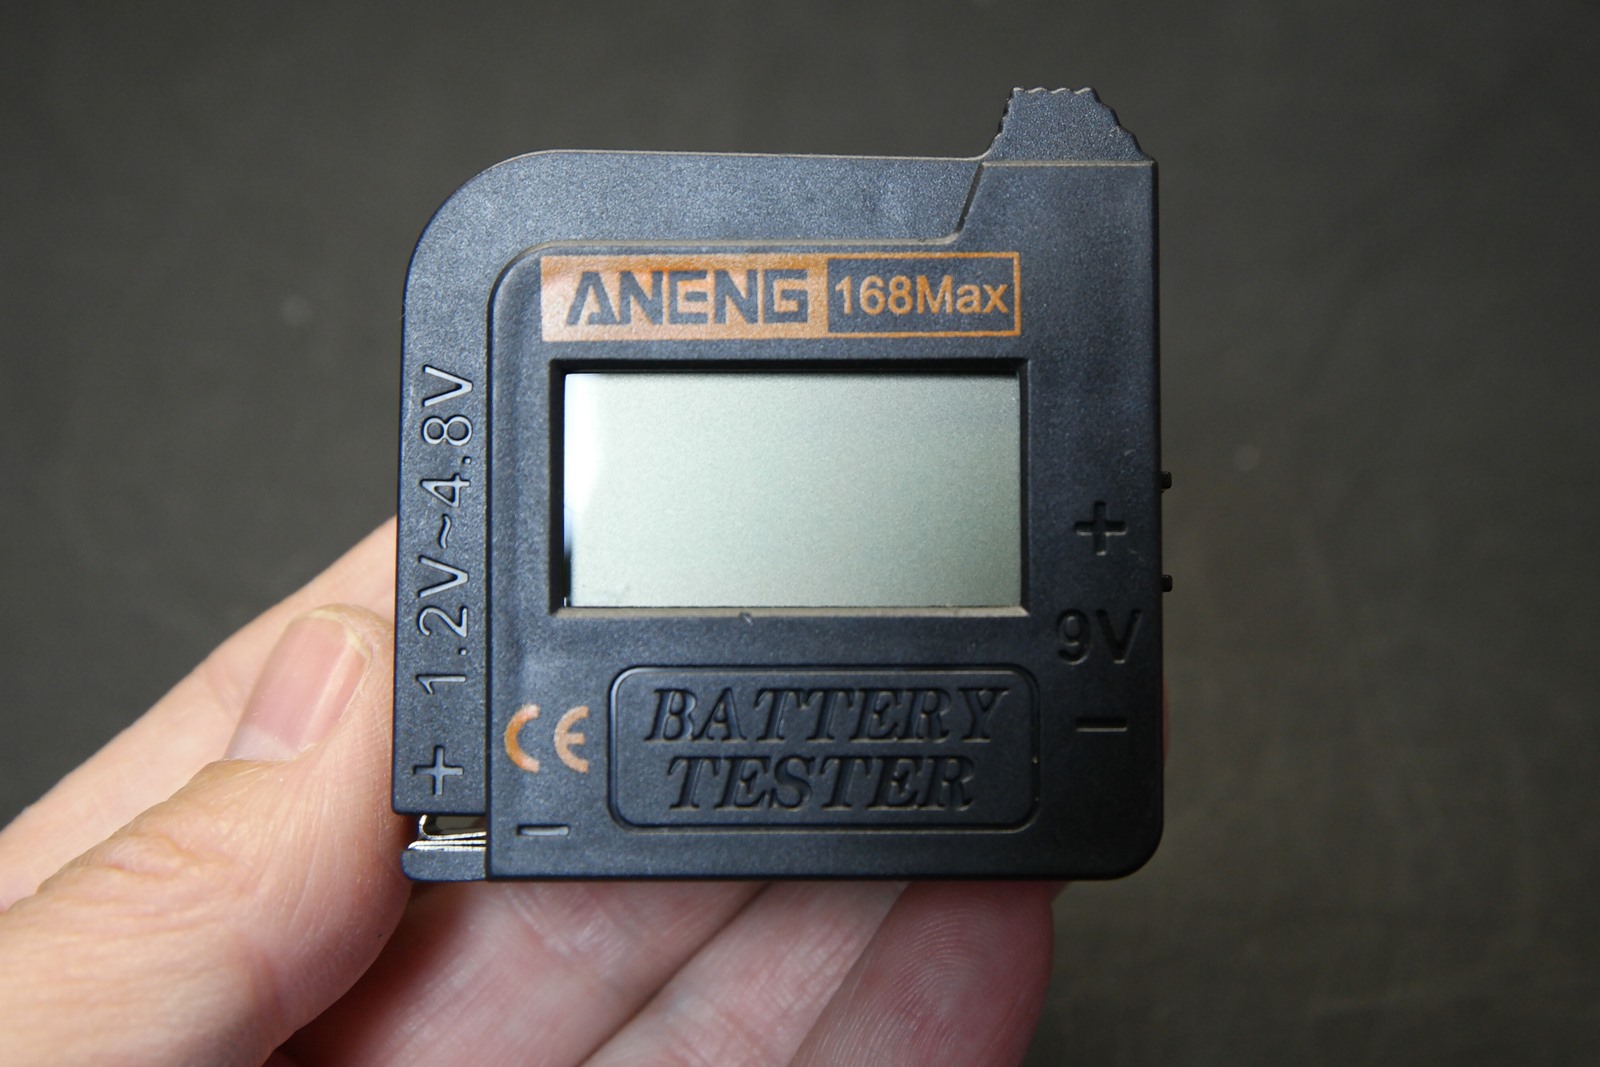 ANENG 168Max
+ 1.2V~4.8V
+
9V
−
CE
−
BATTERY
TESTER